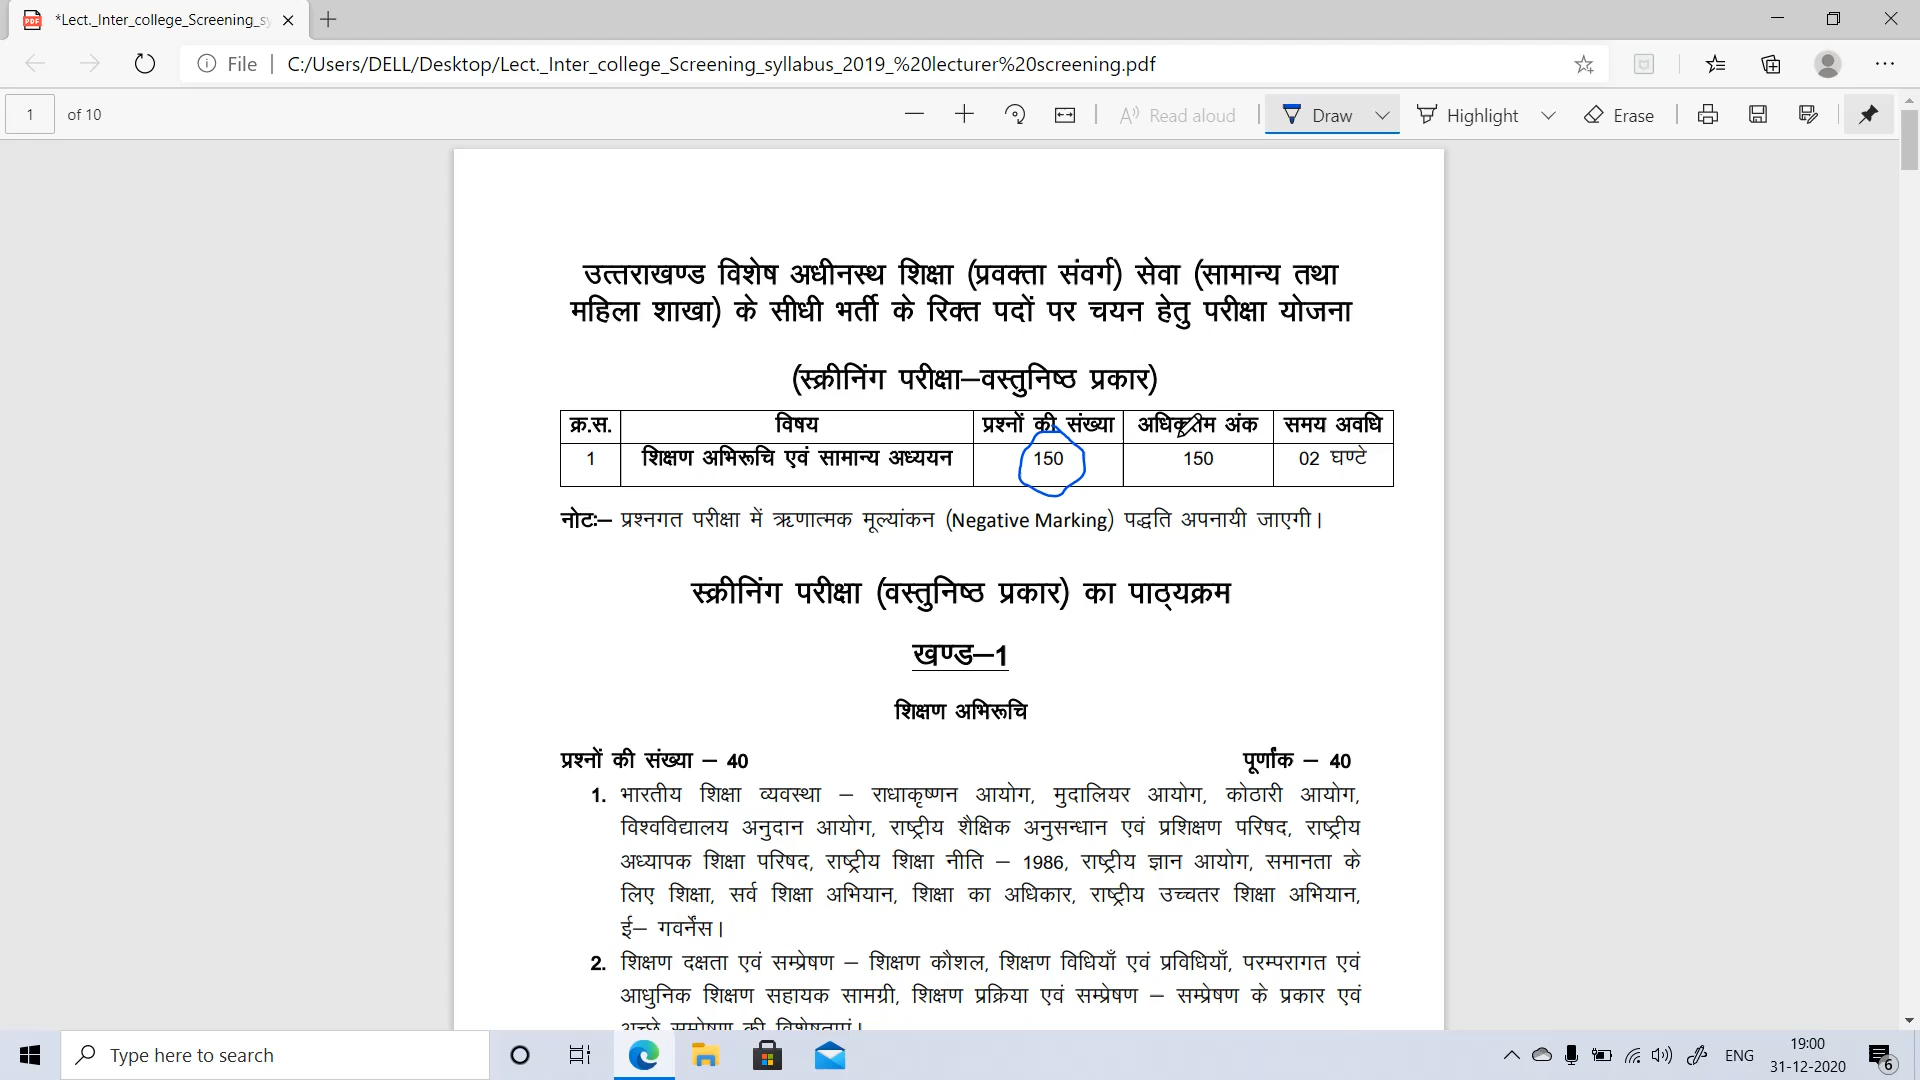 *Lect._Inter_college_Screening_sy
File
C:/Users/DELL/Desktop/Lect._Inter_college_Screening_syllabus_2019_%20lecturer%20screening.pdf
1 of 10
Read aloud
Draw
Highlight
Erase
उत्तराखण्ड विशेष अधीनस्थ शिक्षा (प्रवक्ता संवर्ग) सेवा (सामान्य तथा
महिला शाखा) के सीधी भर्ती के रिक्त पदों पर चयन हेतु परीक्षा योजना
(स्क्रीनिंग परीक्षा–वस्तुनिष्ठ प्रकार)
क्र.स. विषय प्रश्नों की संख्या अधिकतम अंक समय अवधि
1 शिक्षण अभिरूचि एवं सामान्य अध्ययन 150 150 02 घण्टे
नोटः– प्रश्नगत परीक्षा में ऋणात्मक मूल्यांकन (Negative Marking) पद्धति अपनायी जाएगी।
स्क्रीनिंग परीक्षा (वस्तुनिष्ठ प्रकार) का पाठ्यक्रम
खण्ड–1
शिक्षण अभिरूचि
प्रश्नों की संख्या – 40 पूर्णांक – 40
1. भारतीय शिक्षा व्यवस्था – राधाकृष्णन आयोग, मुदालियर आयोग, कोठारी आयोग,
विश्वविद्यालय अनुदान आयोग, राष्ट्रीय शैक्षिक अनुसन्धान एवं प्रशिक्षण परिषद, राष्ट्रीय
अध्यापक शिक्षा परिषद, राष्ट्रीय शिक्षा नीति – 1986, राष्ट्रीय ज्ञान आयोग, समानता के
लिए शिक्षा, सर्व शिक्षा अभियान, शिक्षा का अधिकार, राष्ट्रीय उच्चतर शिक्षा अभियान,
ई– गवर्नेंस।
2. शिक्षण दक्षता एवं सम्प्रेषण – शिक्षण कौशल, शिक्षण विधियाँ एवं प्रविधियाँ, परम्परागत एवं
आधुनिक शिक्षण सहायक सामग्री, शिक्षण प्रक्रिया एवं सम्प्रेषण – सम्प्रेषण के प्रकार एवं
अच्छे सम्प्रेषण की विशेषताएं।
Type here to search
ENG
19:00
31-12-2020
6